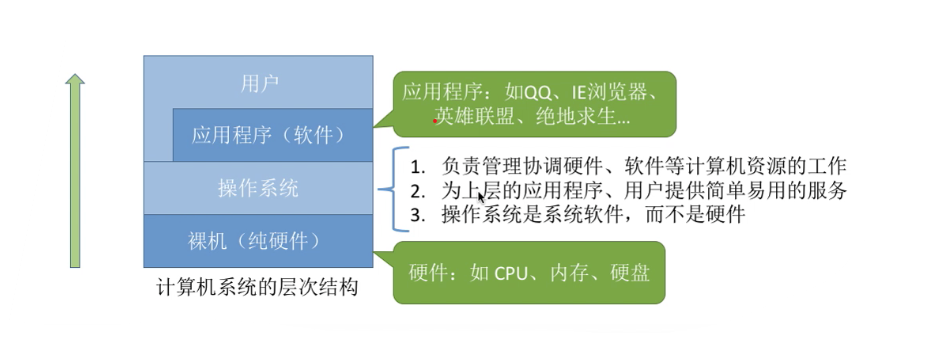 用户
应用程序（软件）
操作系统
裸机（纯硬件）
计算机系统的层次结构
应用程序：如QQ、IE浏览器、
英雄联盟、绝地求生...
1. 负责管理协调硬件、软件等计算机资源的工作
2. 为上层的应用程序、用户提供简单易用的服务
3. 操作系统是系统软件，而不是硬件
硬件：如 CPU、内存、硬盘